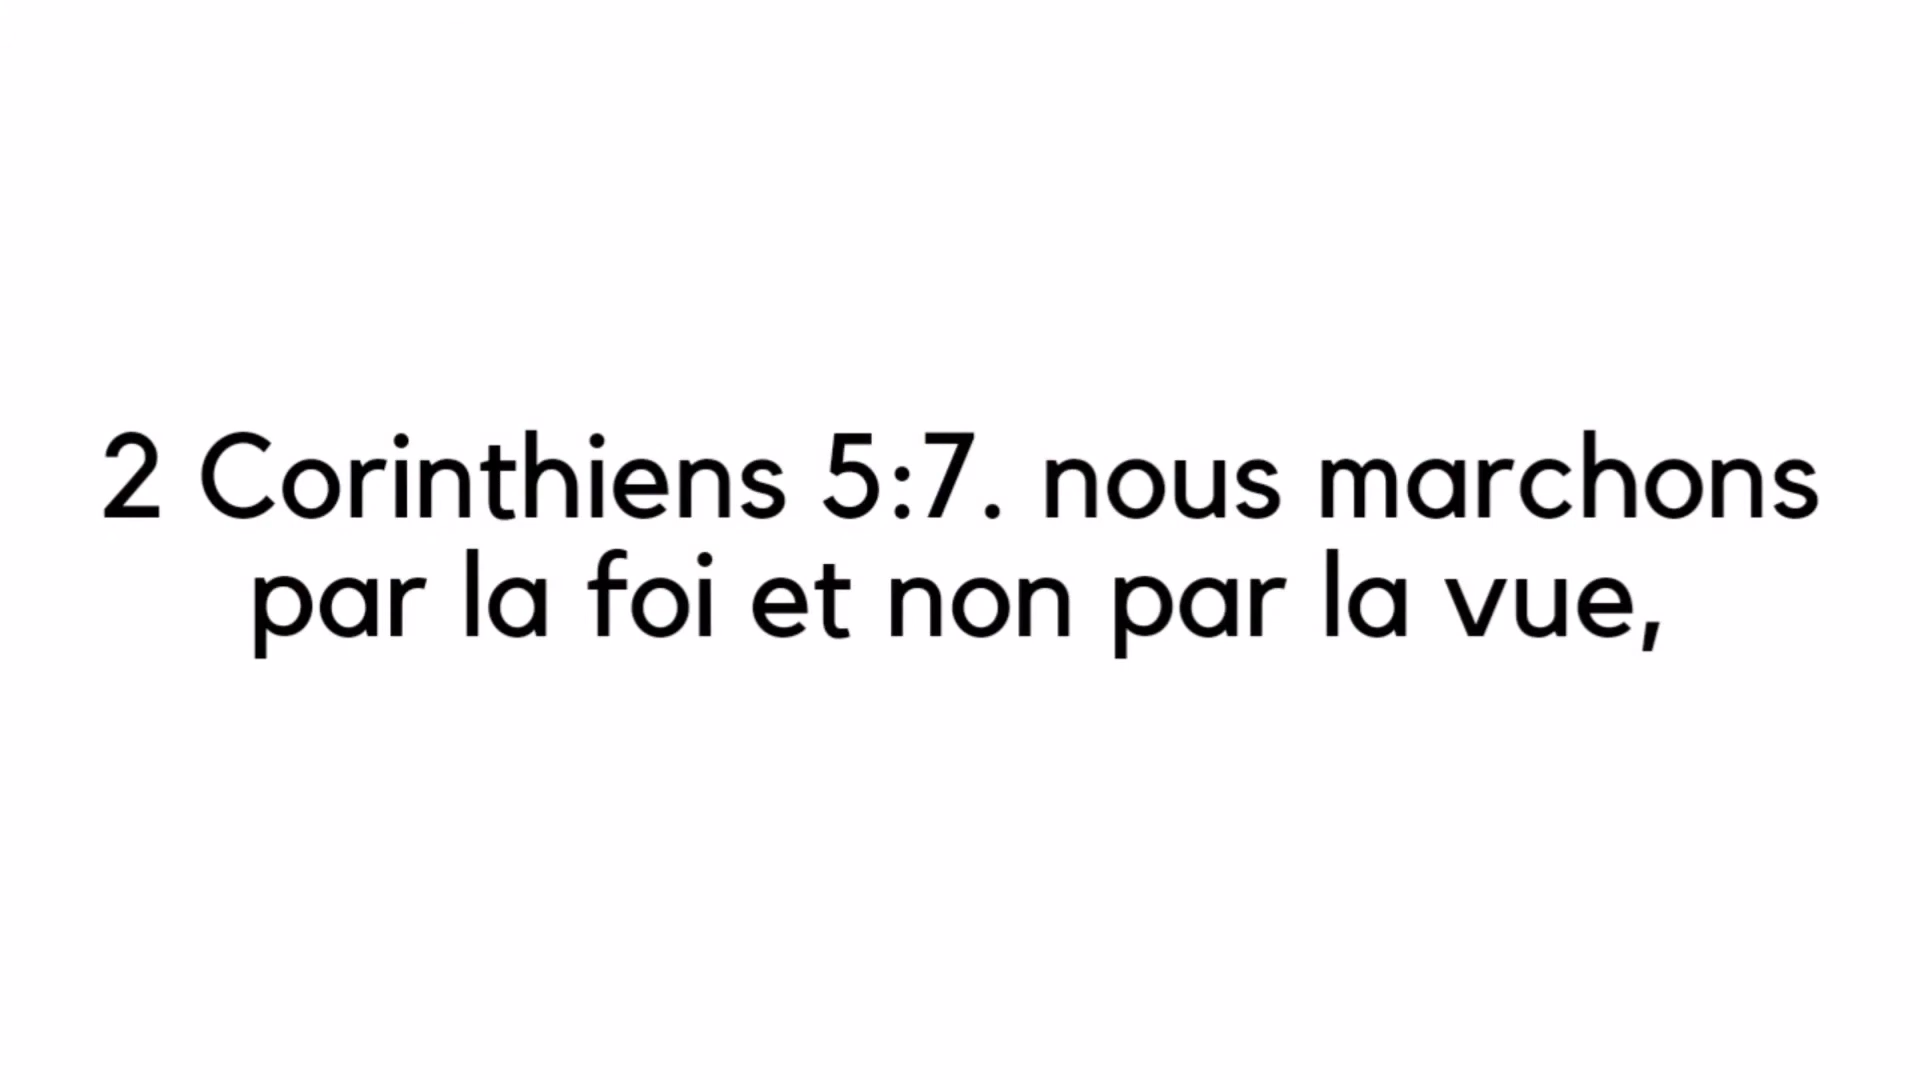 2 Corinthiens 5:7. nous marchons
par la foi et non par la vue,